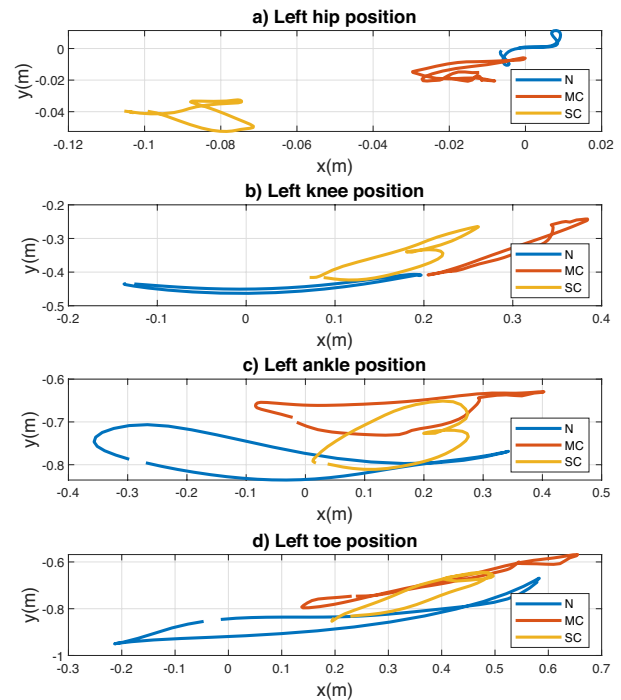 a) Left hip position
0
-0.02
-0.04
y(m)
-0.12 -0.1 -0.08 -0.06 -0.04 -0.02 0 0.02
x(m)
N
MC
SC
b) Left knee position
-0.2
-0.3
-0.4
-0.5
y(m)
-0.2 -0.1 0 0.1 0.2 0.3 0.4
x(m)
N
MC
SC
c) Left ankle position
-0.6
-0.7
-0.8
y(m)
-0.4 -0.3 -0.2 -0.1 0 0.1 0.2 0.3 0.4 0.5
x(m)
N
MC
SC
d) Left toe position
-0.6
-0.8
-1
y(m)
-0.3 -0.2 -0.1 0 0.1 0.2 0.3 0.4 0.5 0.6 0.7
x(m)
N
MC
SC